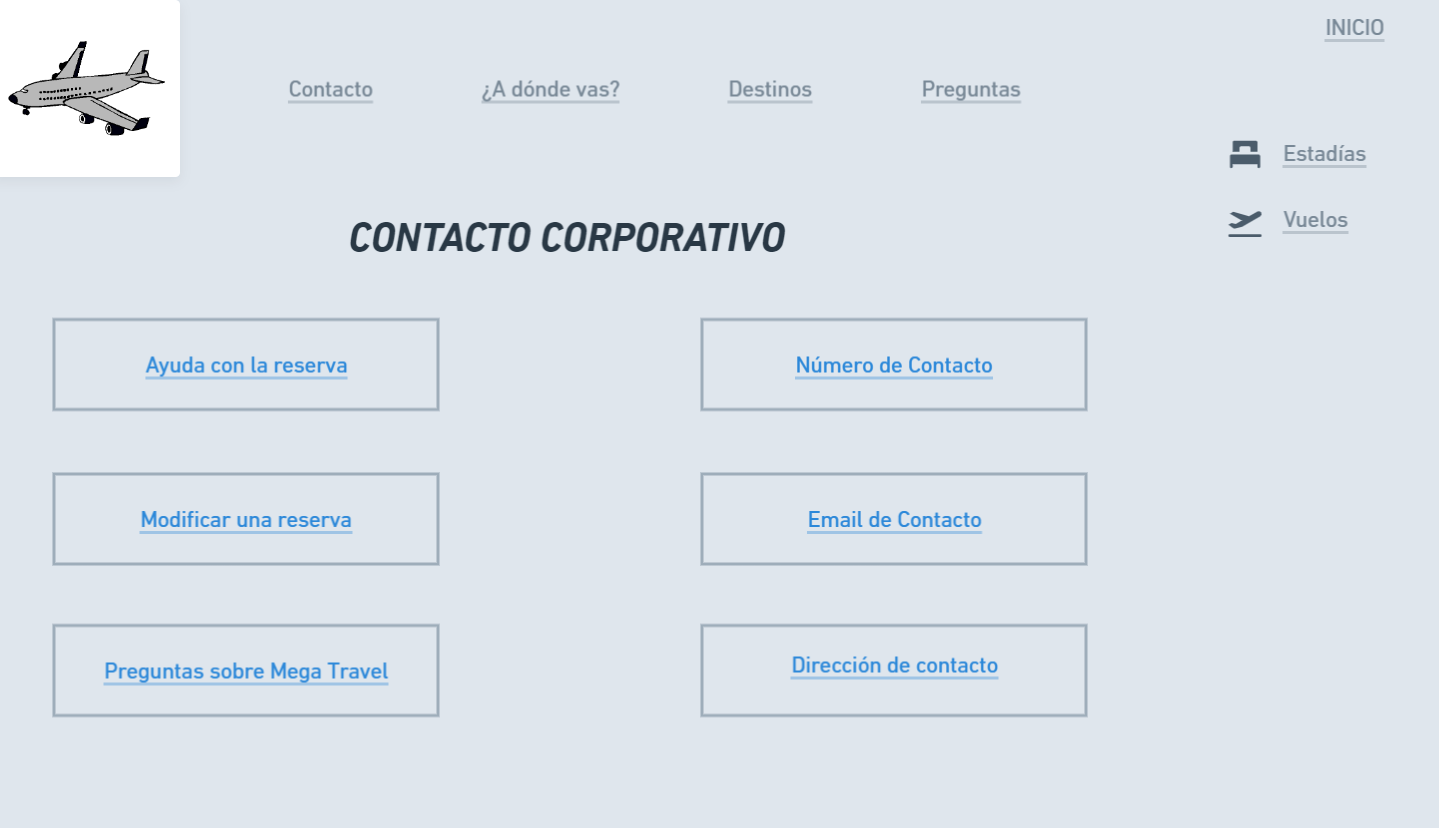 INICIO
Contacto
¿A dónde vas?
Destinos
Preguntas
Estadías
Vuelos
CONTACTO CORPORATIVO
Ayuda con la reserva
Número de Contacto
Modificar una reserva
Email de Contacto
Preguntas sobre Mega Travel
Dirección de contacto